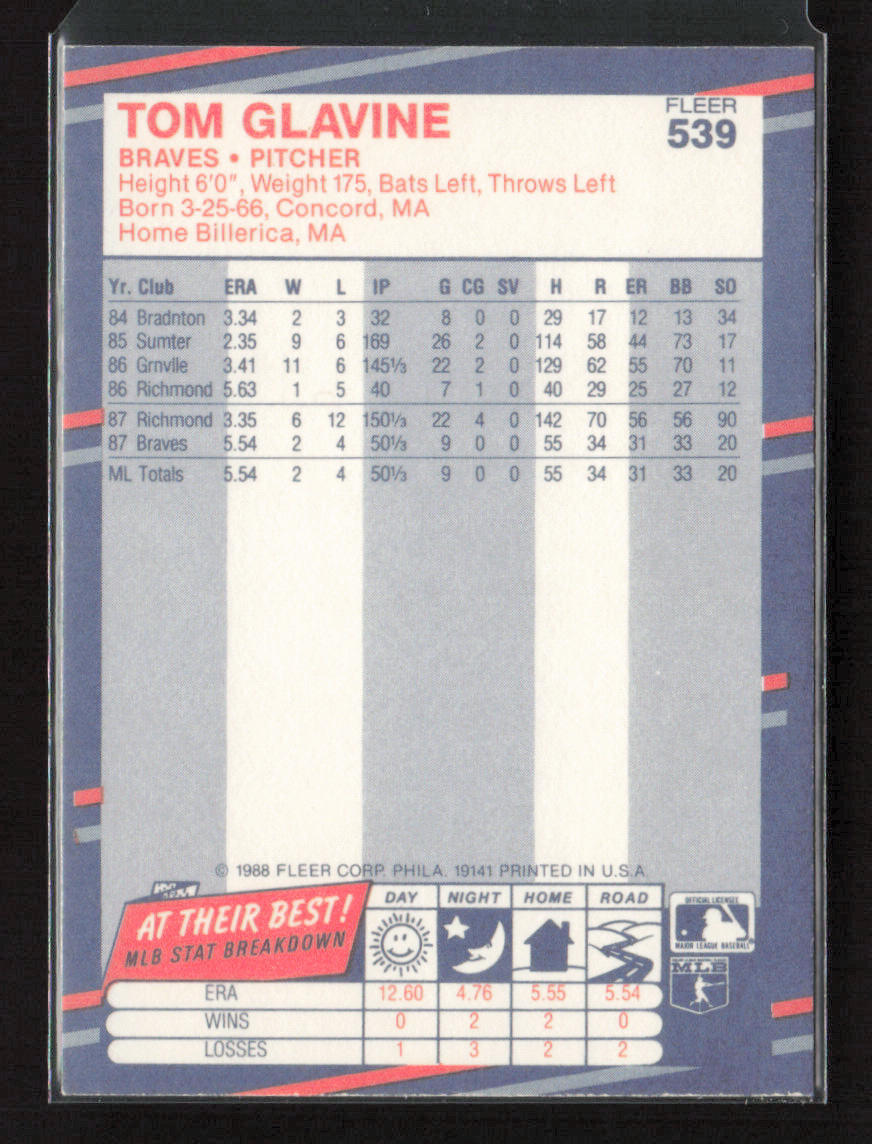 TOM GLAVINE
FLEER
539
BRAVES • PITCHER
Height 6'0", Weight 175, Bats Left, Throws Left
Born 3-25-66, Concord, MA
Home Billerica, MA
Yr. Club ERA W L IP G CG SV H R ER BB SO
84 Bradnton 3.34 2 3 32 8 0 0 29 17 12 13 34
85 Sumter 2.35 9 6 169 26 2 0 114 58 44 73 17
86 Grnvlle 3.41 11 6 145⅓ 22 2 0 129 62 55 70 11
86 Richmond 5.63 1 5 40 7 1 0 40 29 25 27 12
87 Richmond 3.35 6 12 150⅓ 22 4 0 142 70 56 56 90
87 Braves 5.54 2 4 50⅓ 9 0 0 55 34 31 33 20
ML Totals 5.54 2 4 50⅓ 9 0 0 55 34 31 33 20
© 1988 FLEER CORP. PHILA. 19141 PRINTED IN U.S.A.
AT THEIR BEST!
MLB STAT BREAKDOWN
DAY NIGHT HOME ROAD
OFFICIAL LICENSEE
MAJOR LEAGUE BASEBALL
MLB
ERA 12.60 4.76 5.55 5.54
WINS 0 2 2 0
LOSSES 1 3 2 2